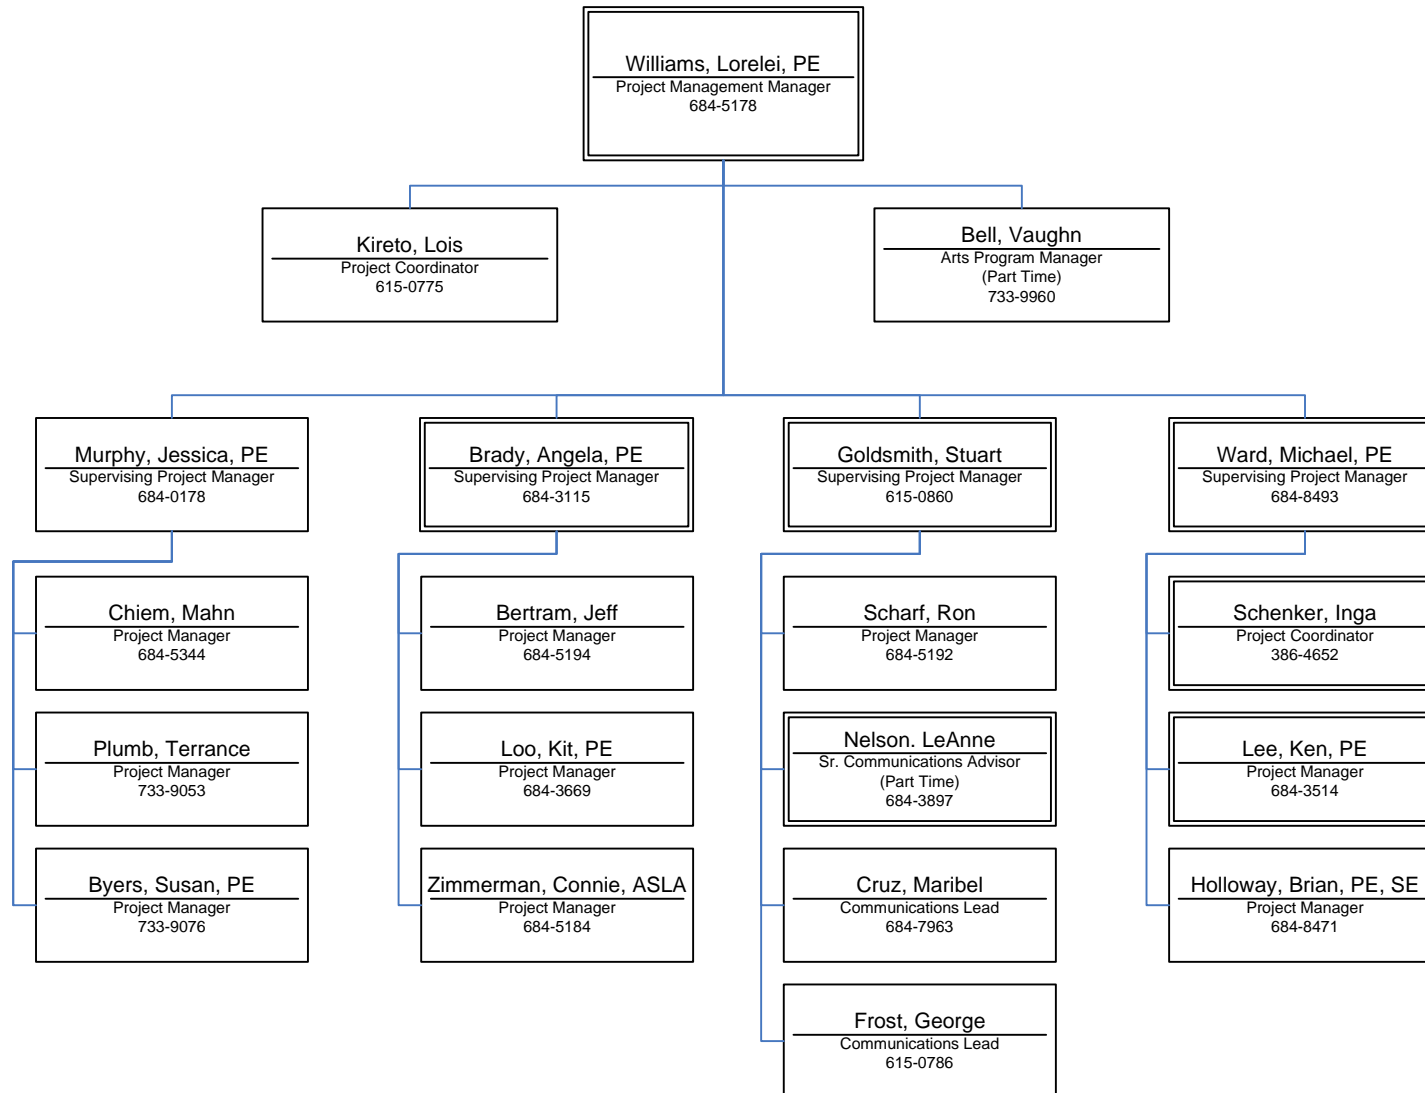 Williams, Lorelei, PE
Project Management Manager
684-5178
Kireto, Lois
Project Coordinator
615-0775
Bell, Vaughn
Arts Program Manager
(Part Time)
733-9960
Murphy, Jessica, PE
Supervising Project Manager
684-0178
Brady, Angela, PE
Supervising Project Manager
684-3115
Goldsmith, Stuart
Supervising Project Manager
615-0860
Ward, Michael, PE
Supervising Project Manager
684-8493
Chiem, Mahn
Project Manager
684-5344
Bertram, Jeff
Project Manager
684-5194
Scharf, Ron
Project Manager
684-5192
Schenker, Inga
Project Coordinator
386-4652
Plumb, Terrance
Project Manager
733-9053
Loo, Kit, PE
Project Manager
684-3669
Nelson. LeAnne
Sr. Communications Advisor
(Part Time)
684-3897
Lee, Ken, PE
Project Manager
684-3514
Byers, Susan, PE
Project Manager
733-9076
Zimmerman, Connie, ASLA
Project Manager
684-5184
Cruz, Maribel
Communications Lead
684-7963
Holloway, Brian, PE, SE
Project Manager
684-8471
Frost, George
Communications Lead
615-0786